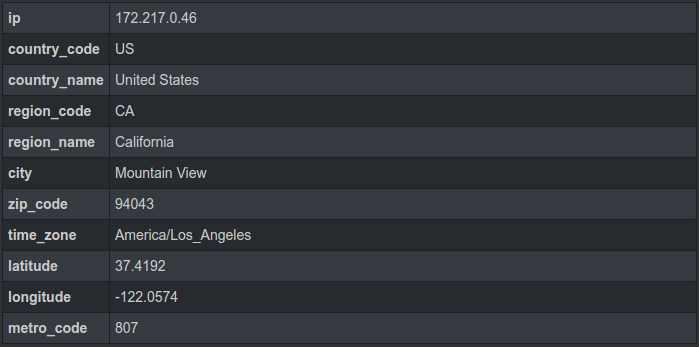 ip 172.217.0.46
country_code US
country_name United States
region_code CA
region_name California
city Mountain View
zip_code 94043
time_zone America/Los_Angeles
latitude 37.4192
longitude -122.0574
metro_code 807